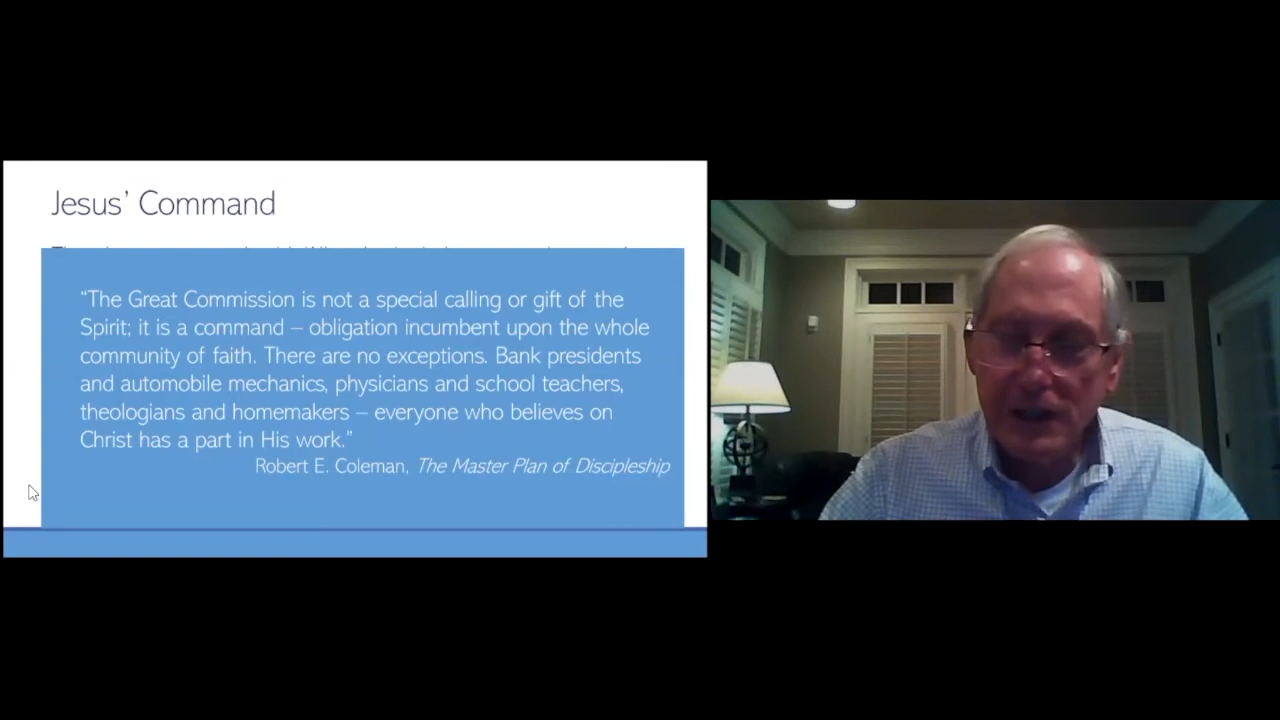 Jesus’ Command
“The Great Commission is not a special calling or gift of the
Spirit; it is a command – obligation incumbent upon the whole
community of faith. There are no exceptions. Bank presidents
and automobile mechanics, physicians and school teachers,
theologians and homemakers – everyone who believes on
Christ has a part in His work.”
Robert E. Coleman, The Master Plan of Discipleship